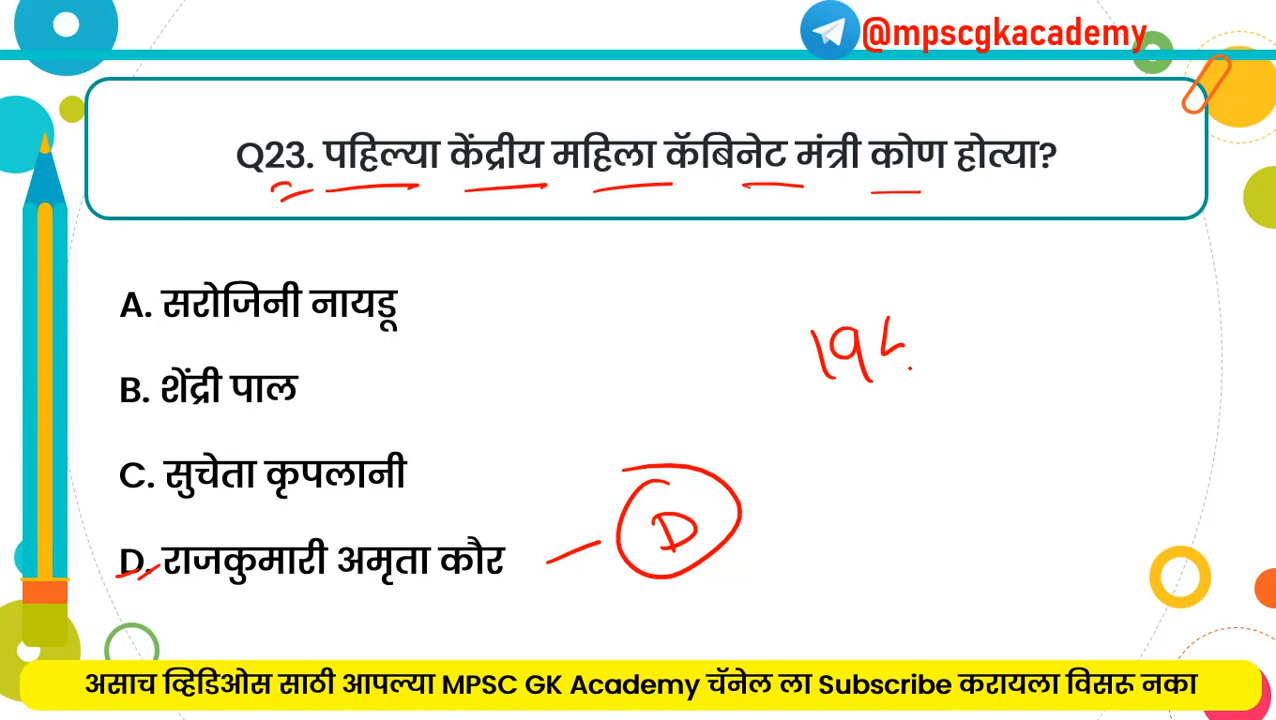 @mpscgkacademy
Q23. पहिल्या केंद्रीय महिला कॅबिनेट मंत्री कोण होत्या?
A. सरोजिनी नायडू
B. शेंद्री पाल
C. सुचेता कृपलानी
D. राजकुमारी अमृता कौर
D
असाच व्हिडिओस साठी आपल्या MPSC GK Academy चॅनेल ला Subscribe करायला विसरू नका